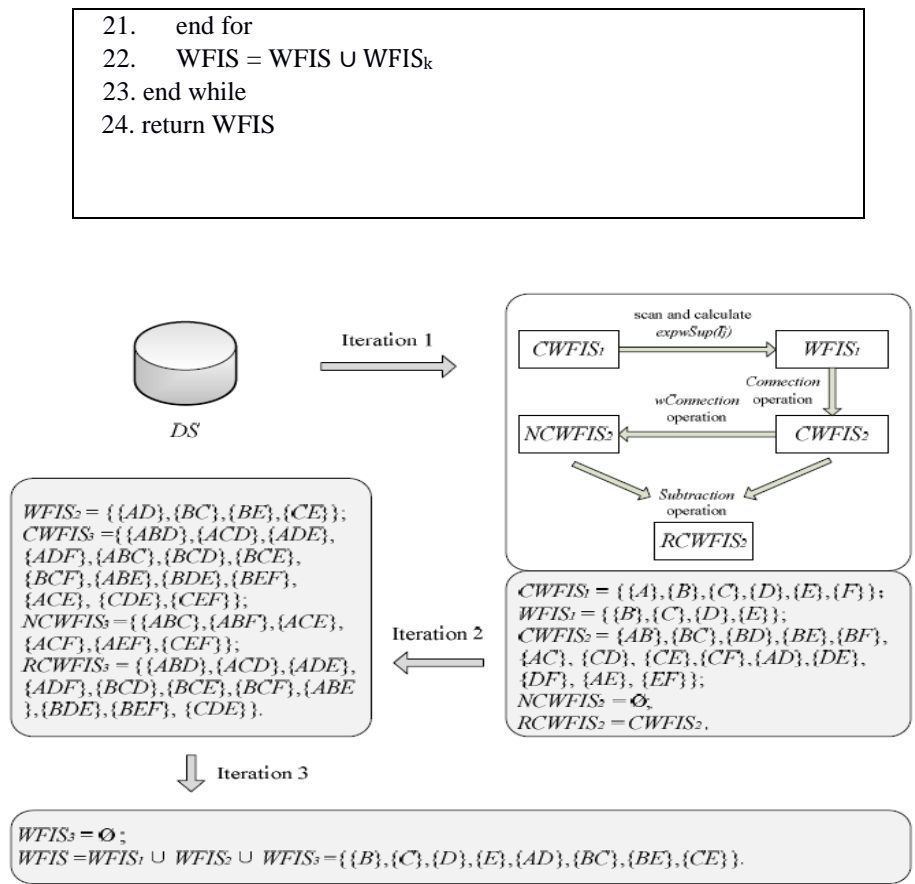 21. end for
22. WFIS = WFIS ∪ WFISk
23. end while
24. return WFIS
DS
Iteration 1
scan and calculate
expwSup(Ij)
CWFIS1
WFIS1
Connection
operation
wConnection
operation
NCWFIS2
CWFIS2
Subtraction
operation
RCWFIS2
CWFIS1 = {{A},{B},{C},{D},{E},{F}};
WFIS1 = {{B},{C},{D},{E}};
CWFIS2 = {AB},{BC},{BD},{BE},{BF},
{AC}, {CD}, {CE},{CF},{AD},{DE},
{DF}, {AE}, {EF}};
NCWFIS2 = Ø;
RCWFIS2 = CWFIS2,
Iteration 2
WFIS2 = {{AD},{BC},{BE},{CE}};
CWFIS3 ={{ABD},{ACD},{ADE},
{ADF},{ABC},{BCD},{BCE},
{BCF},{ABE},{BDE},{BEF},
{ACE}, {CDE},{CEF}};
NCWFIS3={{ABC},{ABF},{ACE},
{ACF},{AEF},{CEF}};
RCWFIS3 = {{ABD},{ACD},{ADE},
{ADF},{BCD},{BCE},{BCF},{ABE
},{BDE},{BEF}, {CDE}}.
Iteration 3
WFIS3 = Ø ;
WFIS =WFIS1 ∪ WFIS2 ∪ WFIS3={{B},{C},{D},{E},{AD},{BC},{BE},{CE}}.